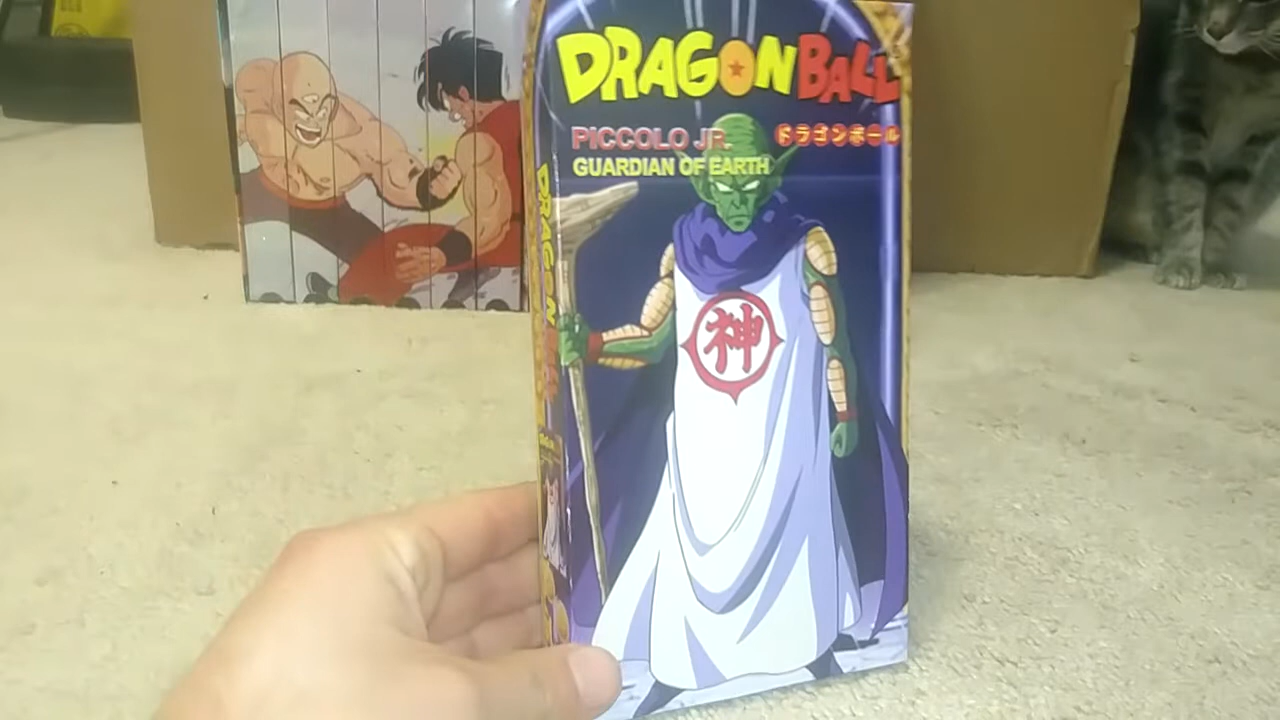 DRAGON BALL
PICCOLO JR.
ドラゴンボール
GUARDIAN OF EARTH
神
DRAGON